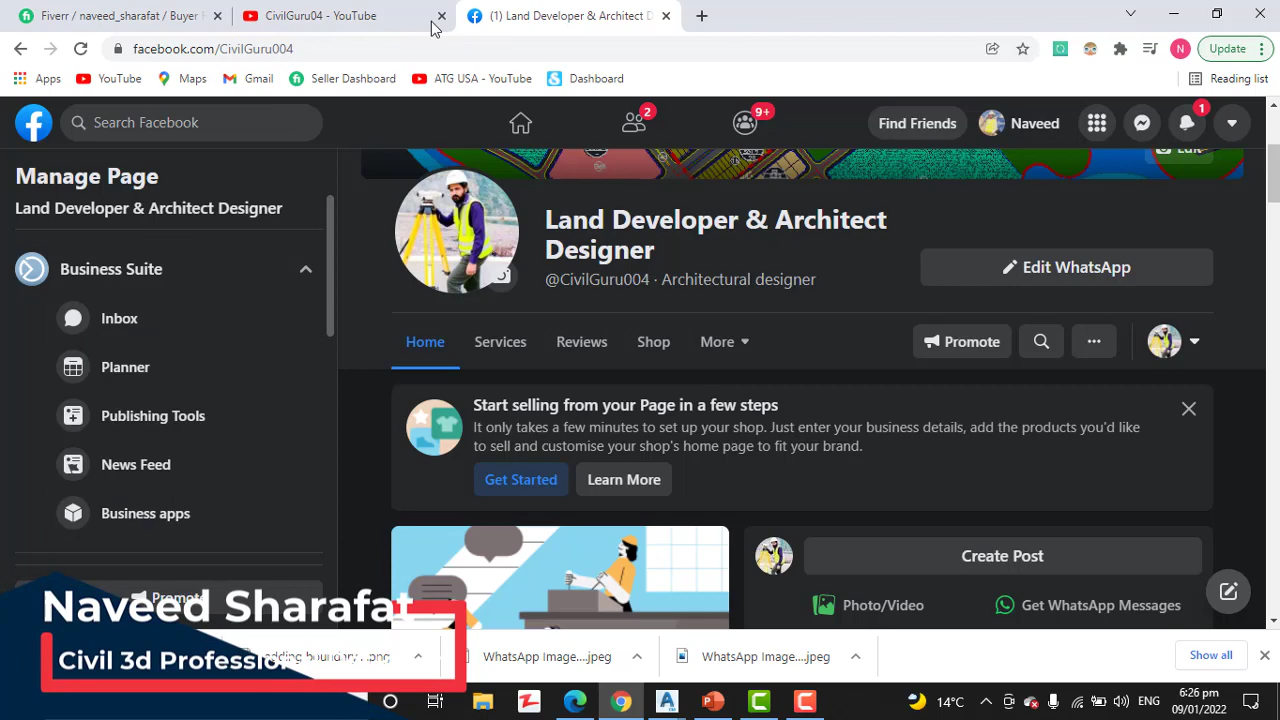 Fiverr / naveed_sharafat / Buyer F
CivilGuru04 - YouTube
(1) Land Developer & Architect D
facebook.com/CivilGuru004
N
Update
Apps
YouTube
Maps
Gmail
Seller Dashboard
ATG USA - YouTube
Dashboard
Reading list
Search Facebook
2
9+
Find Friends
Naveed
1
Manage Page
Land Developer & Architect Designer
Business Suite
Inbox
Planner
Publishing Tools
News Feed
Business apps
Promote
Edit
Land Developer & Architect
Designer
@CivilGuru004 · Architectural designer
Edit WhatsApp
Home
Services
Reviews
Shop
More
Promote
Start selling from your Page in a few steps
It only takes a few minutes to set up your shop. Just enter your business details, add the products you'd like
to sell and customise your shop's home page to fit your brand.
Get Started
Learn More
Create Post
Photo/Video
Get WhatsApp Messages
Naveed Sharafat
Civil 3d Profession
boundary.png
WhatsApp Image....jpeg
WhatsApp Image....jpeg
Show all
14°C
ENG
6:26 pm
09/01/2022